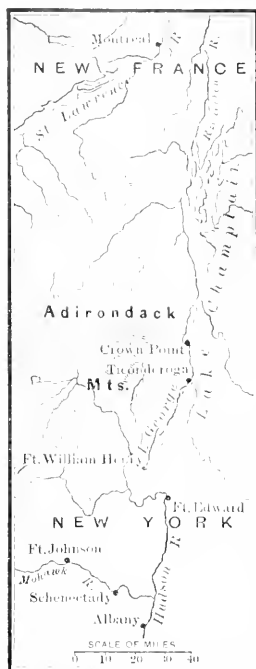 Montreal
NEW FRANCE
St. Lawrence R.
R.
Lake Champlain
Adirondack
Mts.
Crown Point
Ticonderoga
L. George
Ft. William Henry
Ft. Edward
NEW YORK
Ft. Johnson
Mohawk R.
Schenectady
Hudson R.
Albany
SCALE OF MILES
0 10 20 30 40